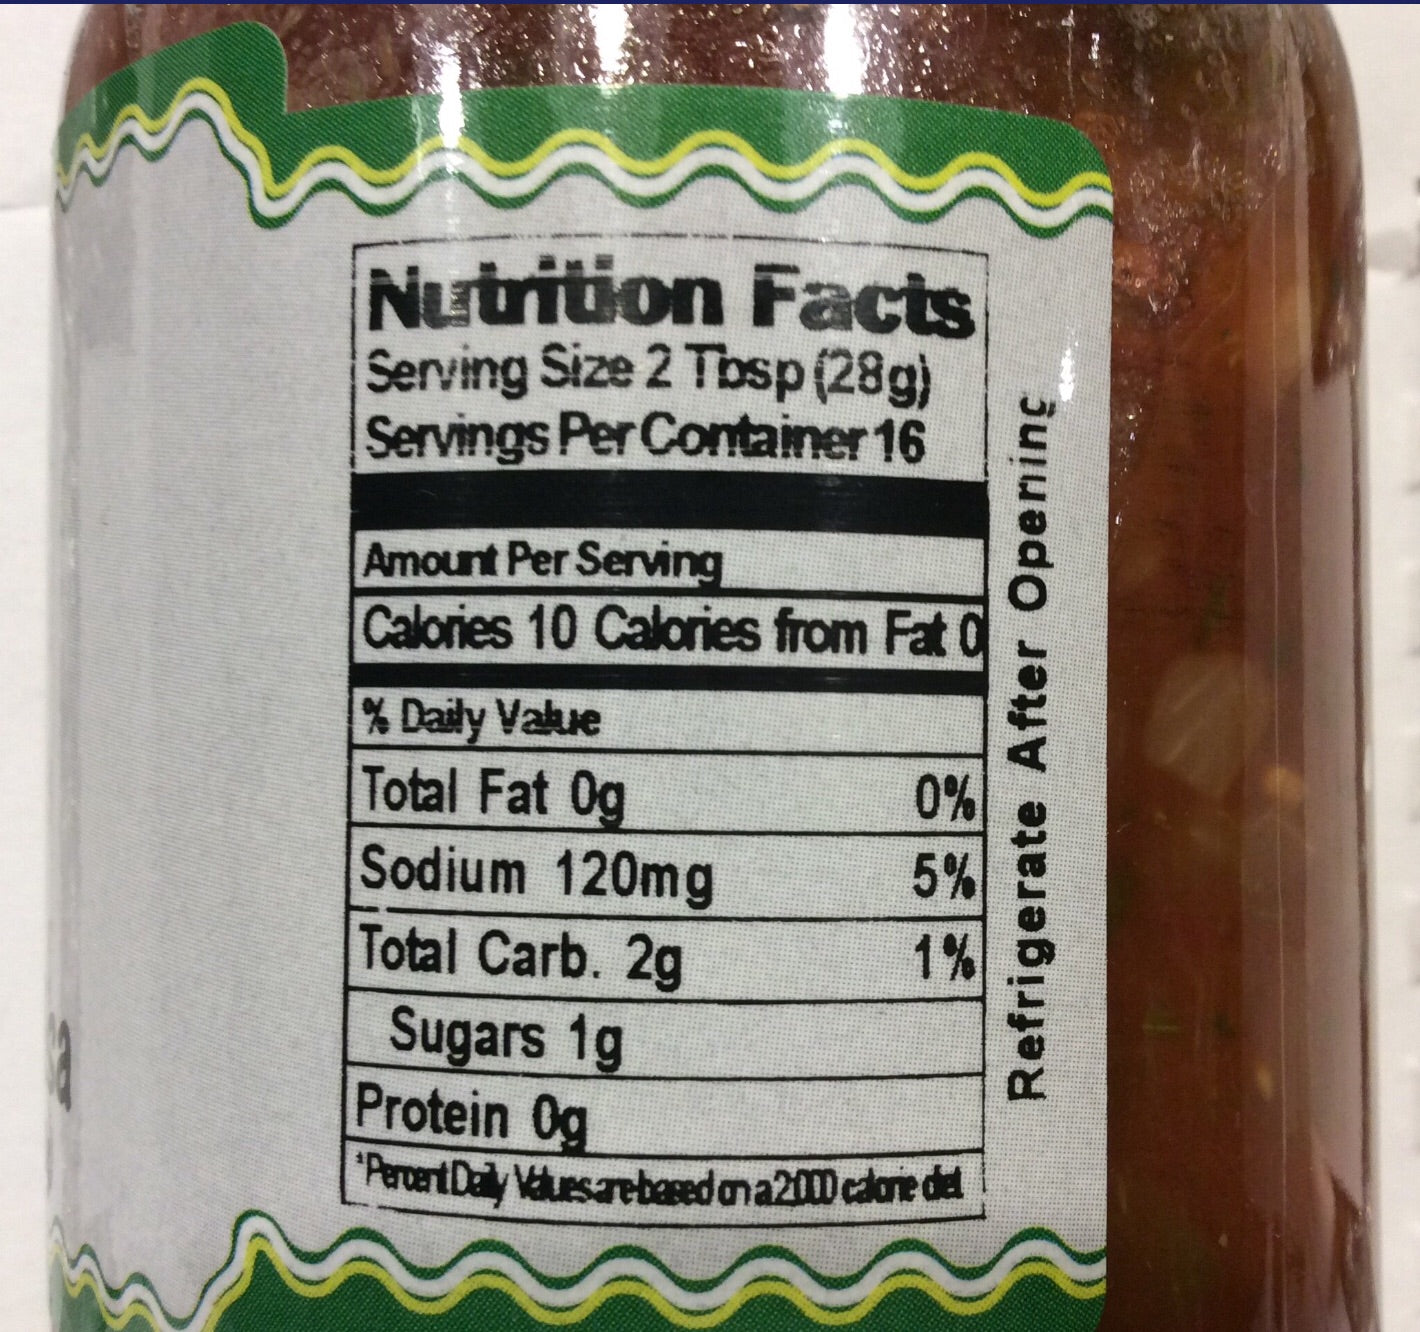 Nutrition Facts
Serving Size 2 Tbsp (28g)
Servings Per Container 16
Amount Per Serving
Calories 10 Calories from Fat 0
% Daily Value
Total Fat 0g 0%
Sodium 120mg 5%
Total Carb. 2g 1%
Sugars 1g
Protein 0g
*Percent Daily Values are based on a 2000 calorie diet
Refrigerate After Opening